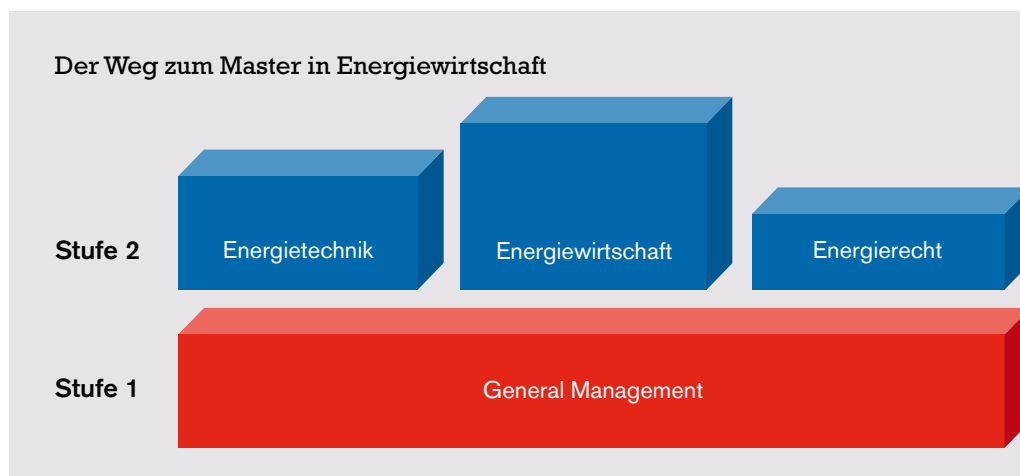 Der Weg zum Master in Energiewirtschaft
Stufe 2
Energietechnik
Energiewirtschaft
Energierecht
Stufe 1
General Management